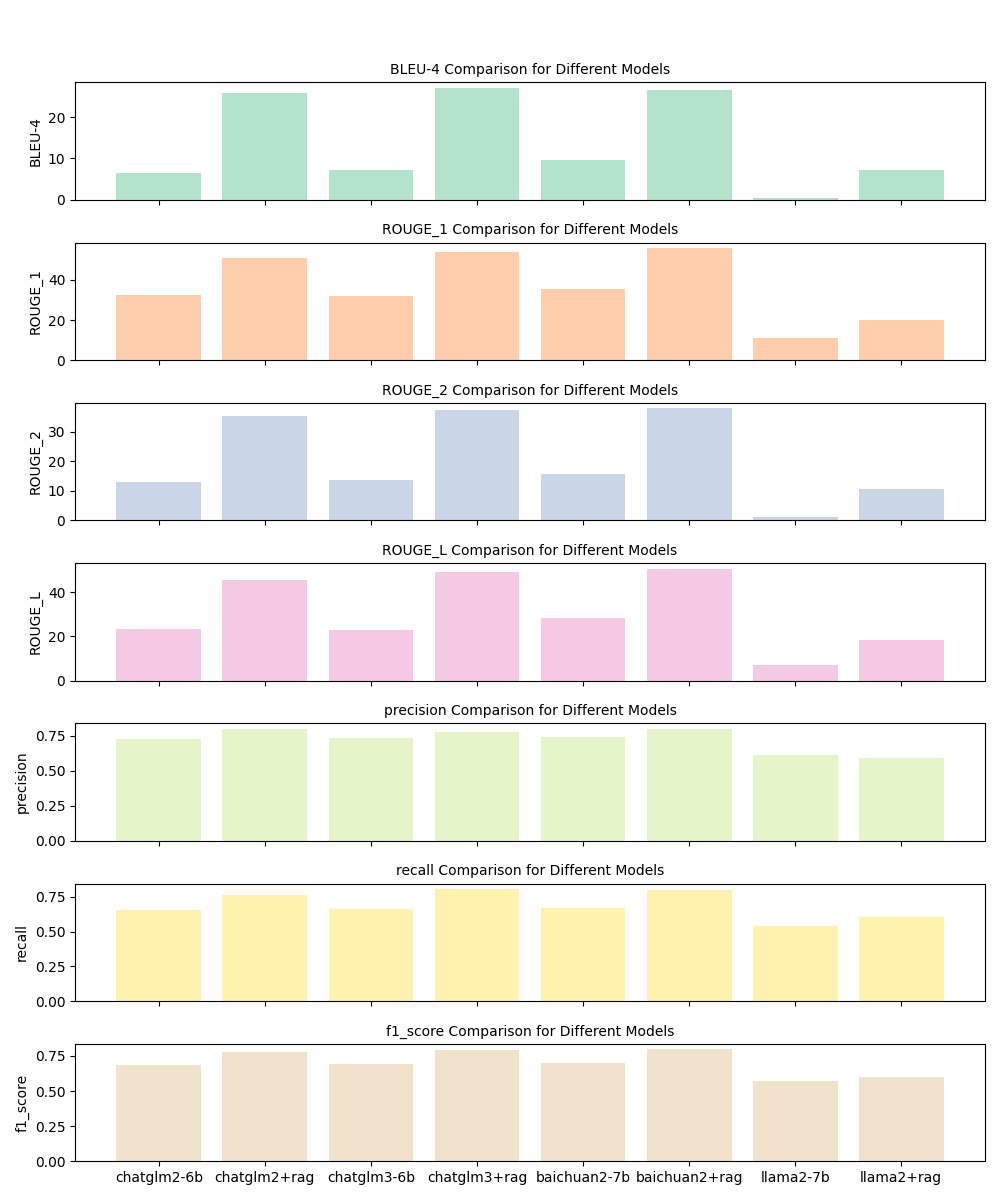 BLEU-4 Comparison for Different Models
BLEU-4
20
10
0
ROUGE_1 Comparison for Different Models
ROUGE_1
40
20
0
ROUGE_2 Comparison for Different Models
ROUGE_2
30
20
10
0
ROUGE_L Comparison for Different Models
ROUGE_L
40
20
0
precision Comparison for Different Models
precision
0.75
0.50
0.25
0.00
recall Comparison for Different Models
recall
0.75
0.50
0.25
0.00
f1_score Comparison for Different Models
f1_score
0.75
0.50
0.25
0.00
chatglm2-6b chatglm2+rag chatglm3-6b chatglm3+rag baichuan2-7b baichuan2+rag llama2-7b llama2+rag